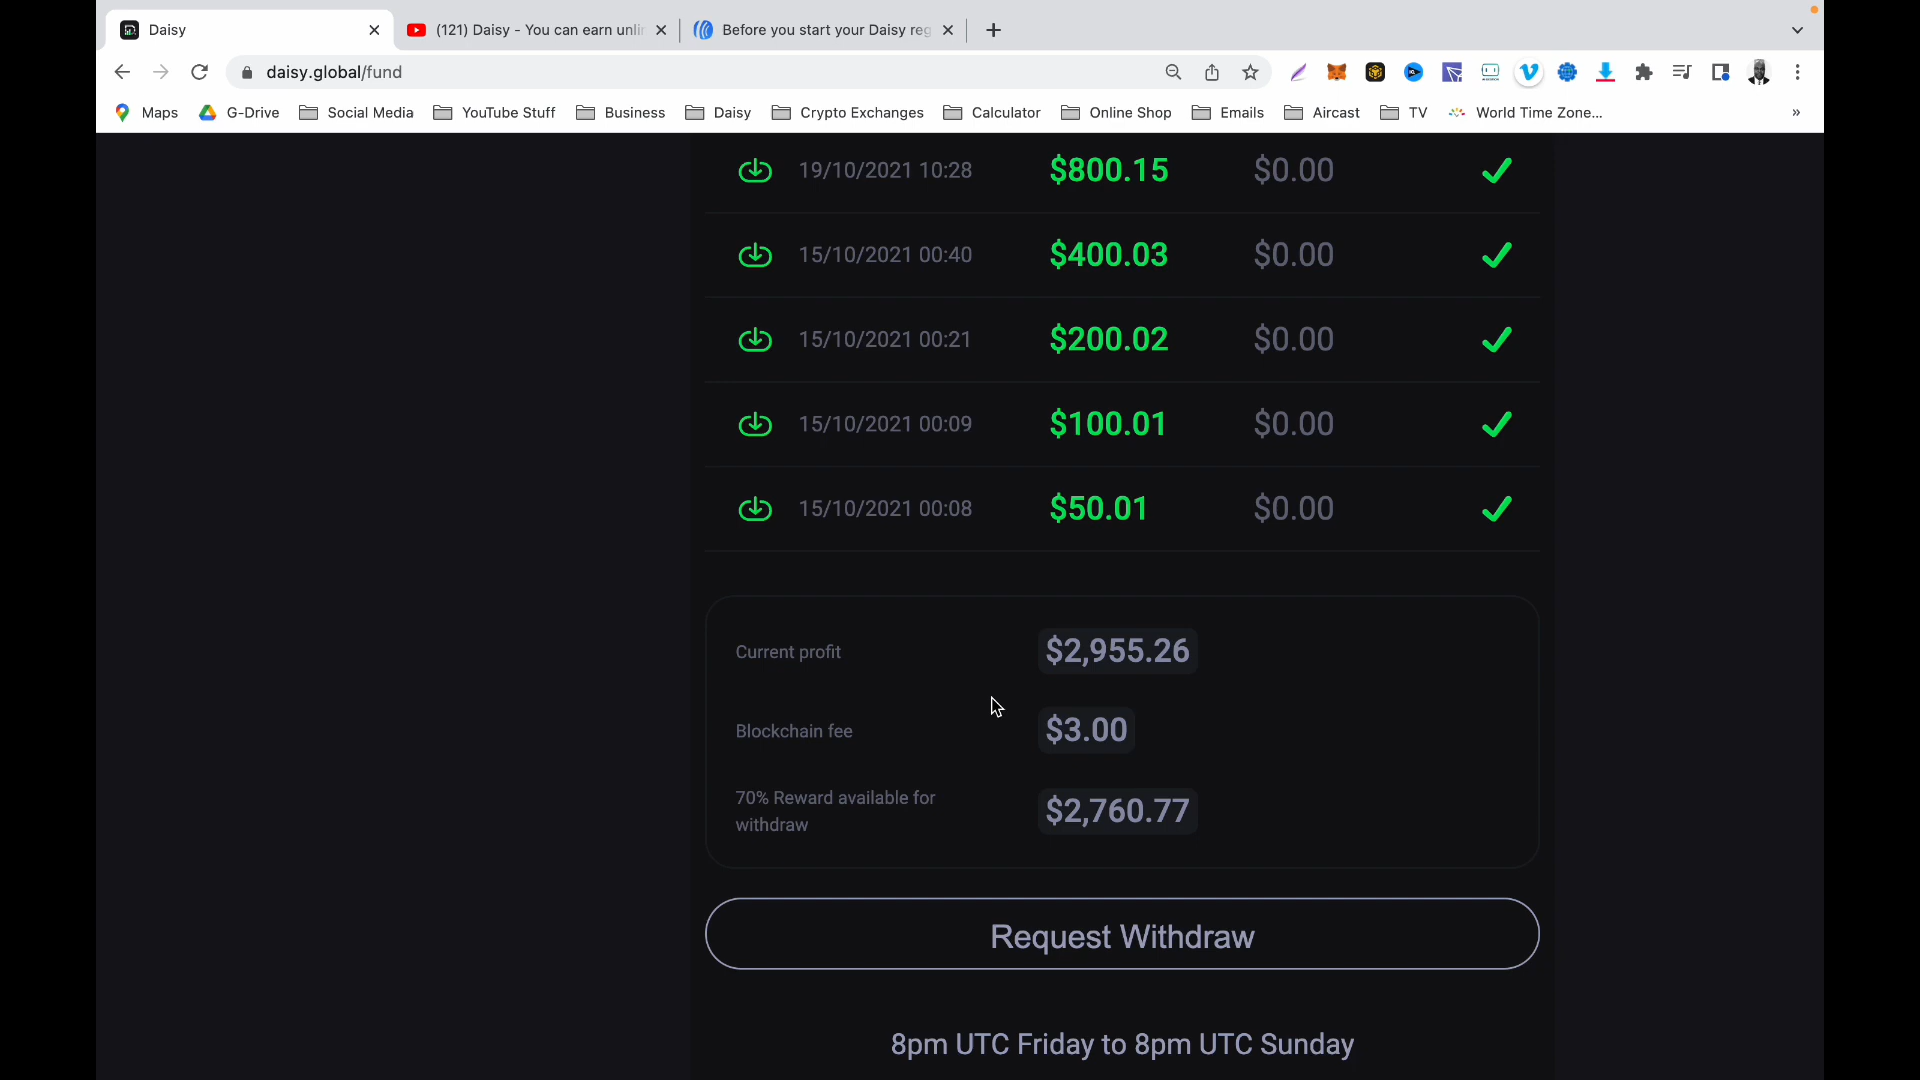 Daisy
(121) Daisy - You can earn unli
Before you start your Daisy reg
daisy.global/fund
Maps
G-Drive
Social Media
YouTube Stuff
Business
Daisy
Crypto Exchanges
Calculator
Online Shop
Emails
Aircast
TV
World Time Zone...
»
19/10/2021 10:28 $800.15 $0.00
15/10/2021 00:40 $400.03 $0.00
15/10/2021 00:21 $200.02 $0.00
15/10/2021 00:09 $100.01 $0.00
15/10/2021 00:08 $50.01 $0.00
Current profit $2,955.26
Blockchain fee $3.00
70% Reward available for
withdraw
$2,760.77
Request Withdraw
8pm UTC Friday to 8pm UTC Sunday